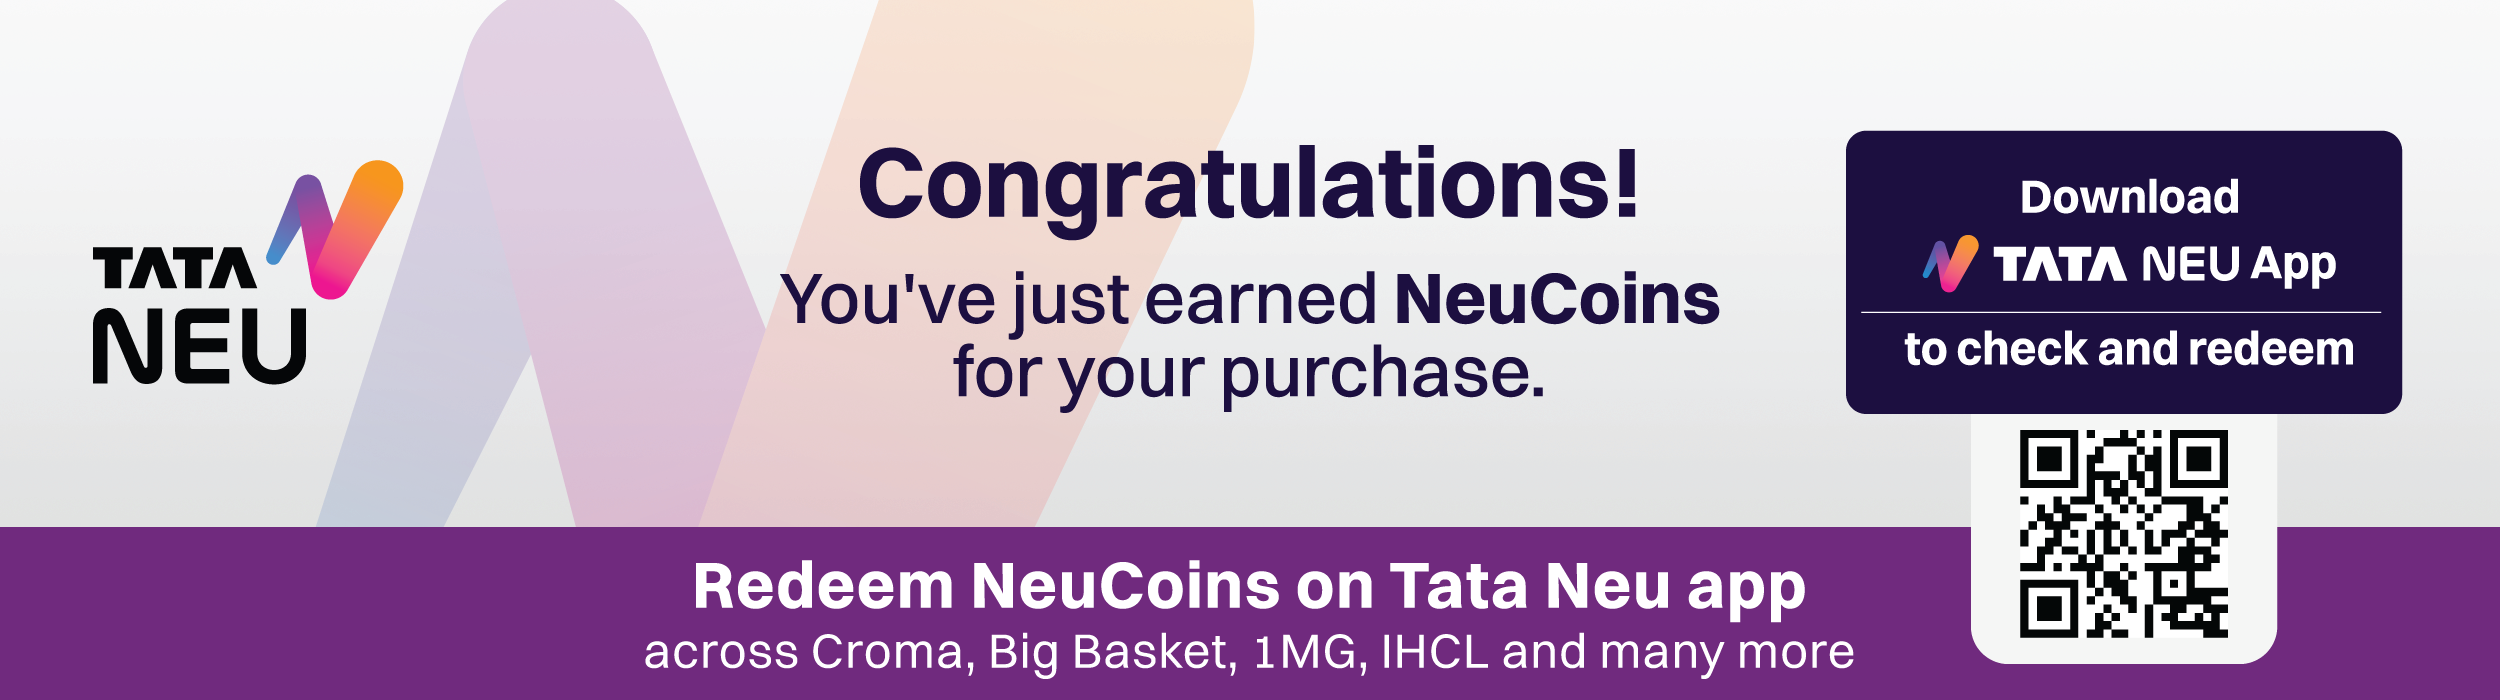 TATA
NEU
Congratulations!
You've just earned NeuCoins
for your purchase.
Download
TATA NEU App
to check and redeem
Redeem NeuCoins on Tata Neu app
across Croma, Big Basket, 1MG, IHCL and many more